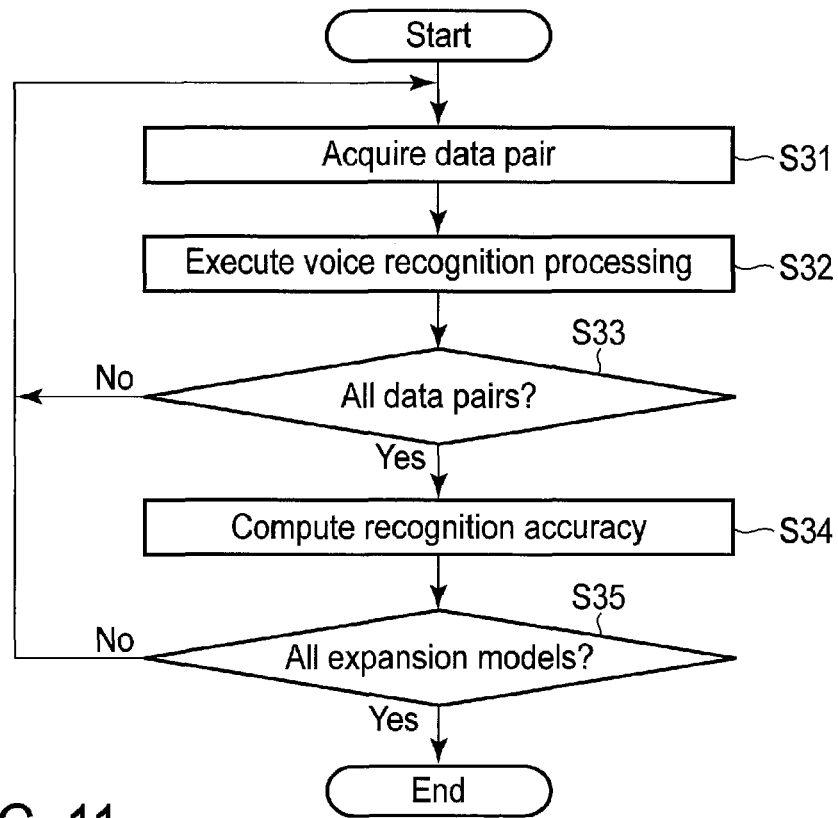 Start
Acquire data pair
S31
Execute voice recognition processing
S32
S33
No
All data pairs?
Yes
Compute recognition accuracy
S34
S35
No
All expansion models?
Yes
End
G. 11